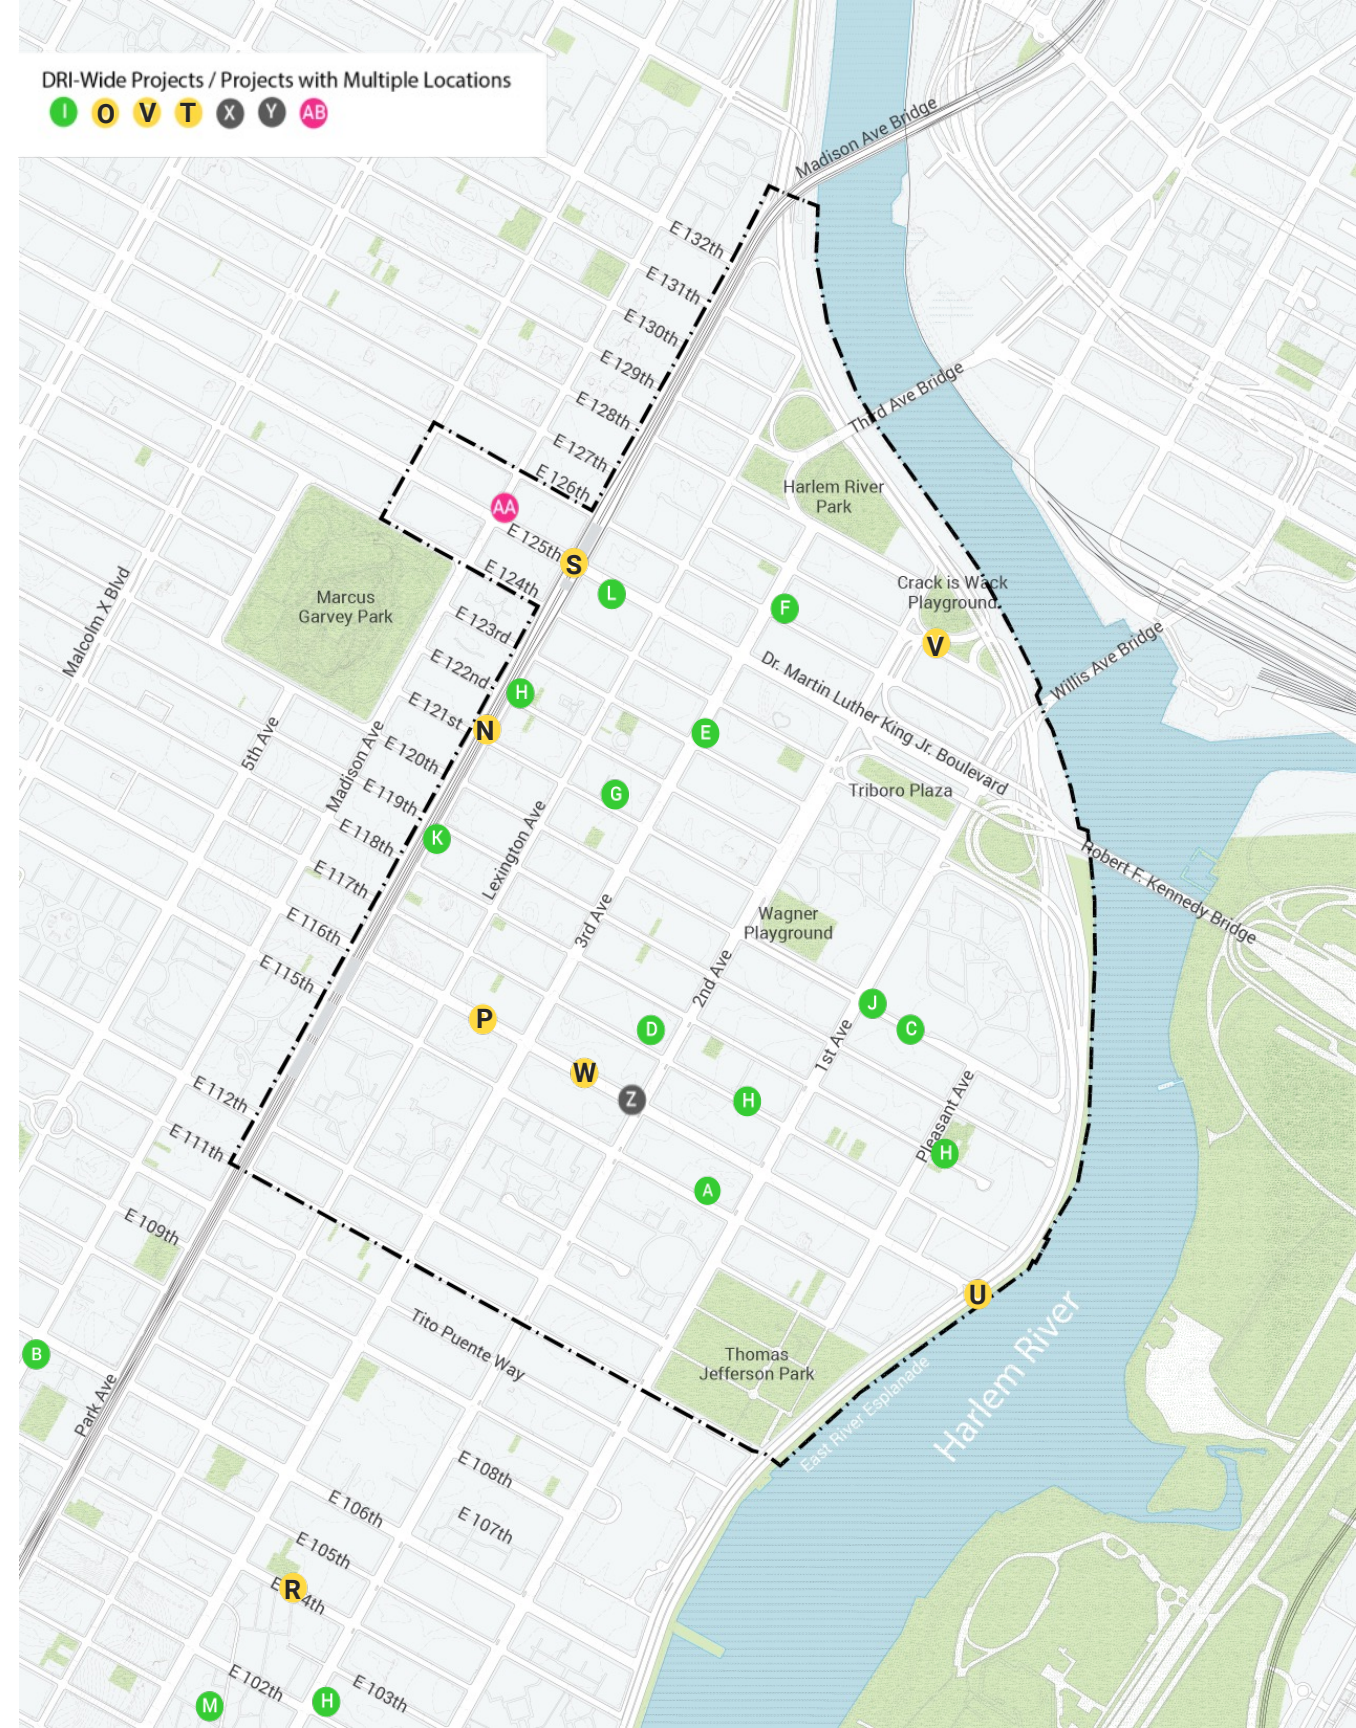 DRI-Wide Projects / Projects with Multiple Locations
I O V T X Y AB
Madison Ave Bridge
E 132th
E 131th
E 130th
E 129th
E 128th
E 127th
E 126th
Third Ave Bridge
Harlem River
Park
AA
E 125th
S
E 124th
L
F
Crack is Wack
Playground
V
Marcus
Garvey Park
Malcolm X Blvd
E 123rd
E 122nd
H
Willis Ave Bridge
E 121st
N
Dr. Martin Luther King Jr. Boulevard
E
5th Ave
Madison Ave
E 120th
E 119th
G
Triboro Plaza
E 118th
K
Lexington Ave
Robert F. Kennedy Bridge
E 117th
E 116th
3rd Ave
Wagner
Playground
E 115th
2nd Ave
P
D
J
C
1st Ave
W
Z
H
Pleasant Ave
E 112th
E 111th
H
A
E 109th
U
Harlem River
East River Esplanade
Tito Puente Way
Thomas
Jefferson Park
B
Park Ave
E 108th
E 106th
E 107th
E 105th
R
E 4th
E 102th
E 103th
M
H